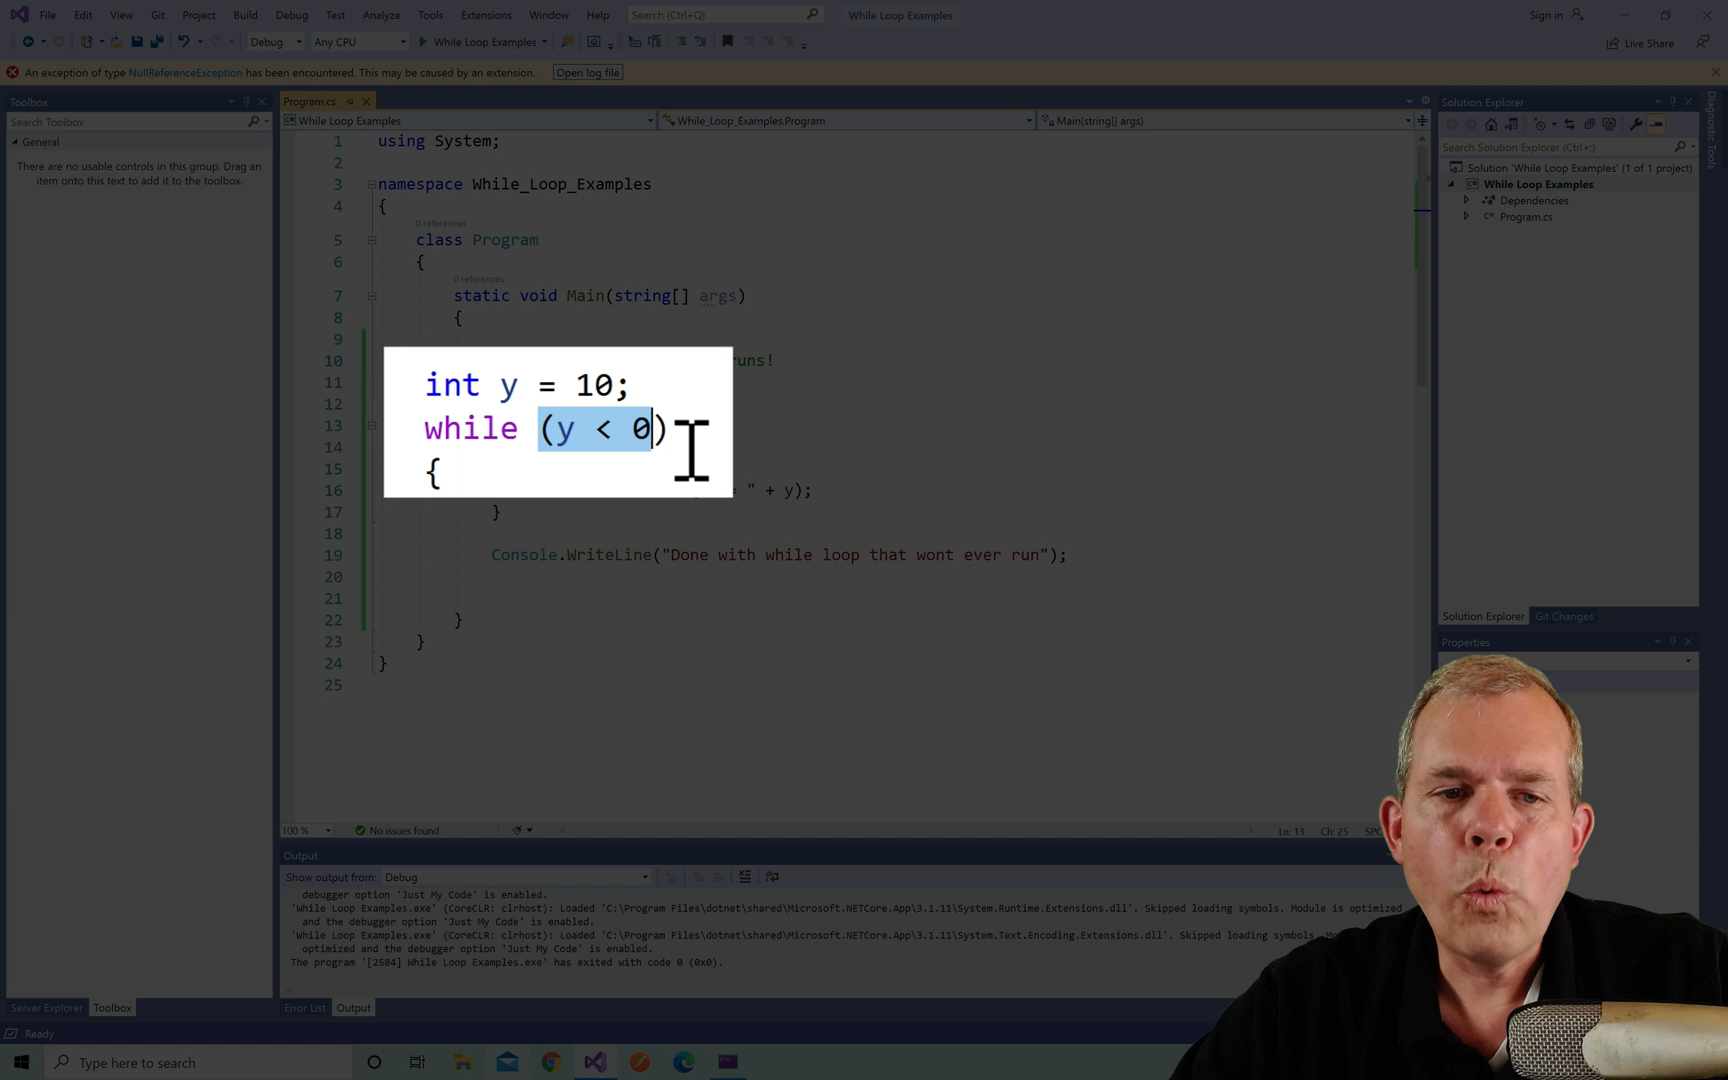 File Edit View Git Project Build Debug Test Analyze Tools Extensions Window Help Search (Ctrl+Q) While Loop Examples Sign in
Debug Any CPU While Loop Examples Live Share
An exception of type NullReferenceException has been encountered. This may be caused by an extension. Open log file
Toolbox
Search Toolbox
General
There are no usable controls in this group. Drag an
item onto this text to add it to the toolbox.
Program.cs
While Loop Examples While_Loop_Examples.Program Main(string[] args)
1 using System;
2
3 namespace While_Loop_Examples
4 {
0 references
5 class Program
6 {
0 references
7 static void Main(string[] args)
8 {
9
10 runs!
11
12
13
14
15
16 = " + y);
17 }
18
19 Console.WriteLine("Done with while loop that wont ever run");
20
21
22 }
23 }
24 }
25
int y = 10;
while (y < 0)
{
100 % No issues found Ln: 13 Ch: 25
Output
Show output from: Debug
debugger option 'Just My Code' is enabled.
'While Loop Examples.exe' (CoreCLR: clrhost): Loaded 'C:\Program Files\dotnet\shared\Microsoft.NETCore.App\3.1.11\System.Runtime.Extensions.dll'. Skipped loading symbols. Module is optimized
and the debugger option 'Just My Code' is enabled.
'While Loop Examples.exe' (CoreCLR: clrhost): Loaded 'C:\Program Files\dotnet\shared\Microsoft.NETCore.App\3.1.11\System.Text.Encoding.Extensions.dll'. Skipped loading symbols.
optimized and the debugger option 'Just My Code' is enabled.
The program '[2584] While Loop Examples.exe' has exited with code 0 (0x0).
Error List Output
Server Explorer Toolbox
Solution Explorer
Search Solution Explorer (Ctrl+;)
Solution 'While Loop Examples' (1 of 1 project)
While Loop Examples
Dependencies
Program.cs
Solution Explorer Git Changes
Properties
Diagnostic Tools
Ready
Type here to search